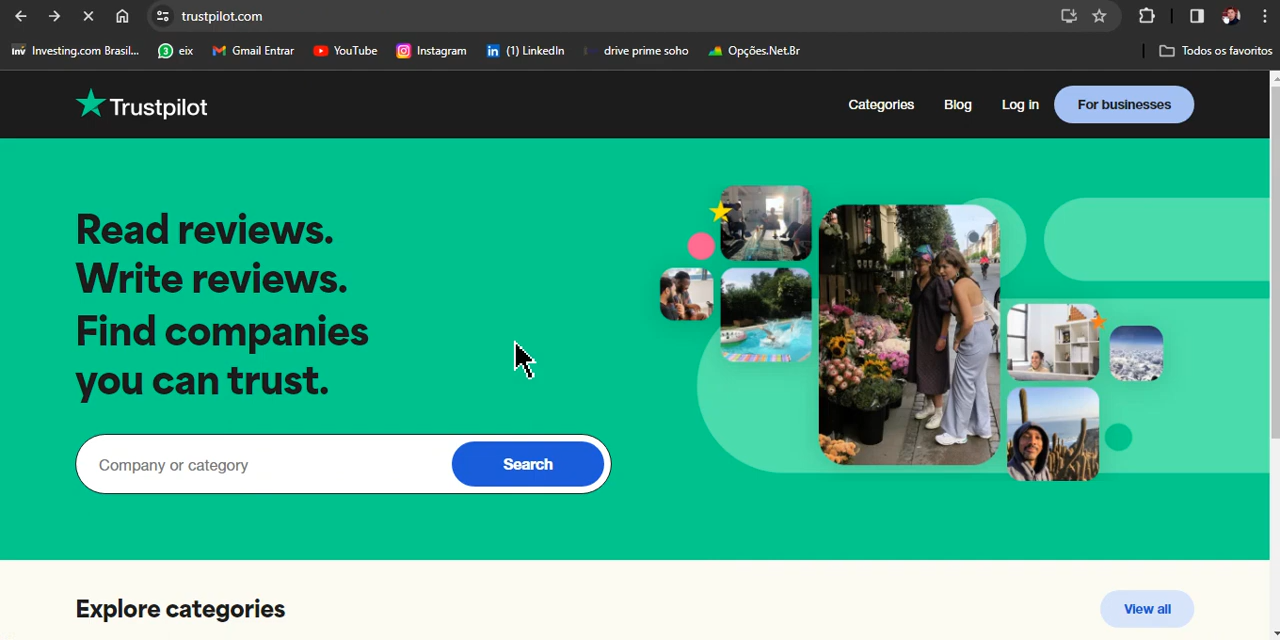 trustpilot.com
Investing.com Brasil...
3
eix
Gmail Entrar
YouTube
Instagram
(1) LinkedIn
drive prime soho
Opções.Net.Br
Todos os favoritos
Trustpilot
Categories
Blog
Log in
For businesses
Read reviews.
Write reviews.
Find companies
you can trust.
Company or category
Search
Explore categories
View all